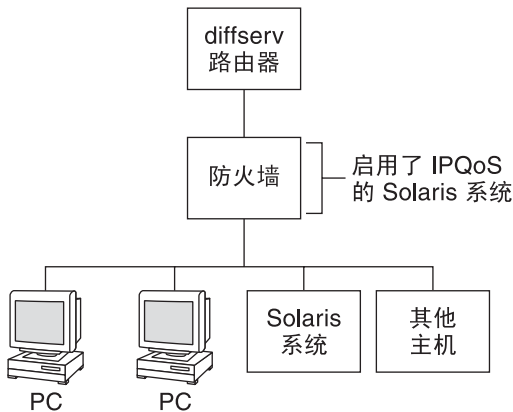 diffserv
路由器
防火墙
启用了 IPQoS
的 Solaris 系统
Solaris
系统
其他
主机
PC
PC